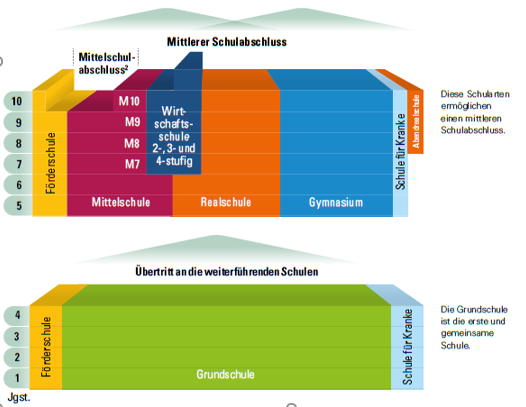 Mittlerer Schulabschluss
Mittelschul-
abschluss²
10
9
8
7
6
5
Förderschule
M10
M9
M8
M7
Mittelschule
Wirt-
schafts-
schule
2-, 3- und
4-stufig
Realschule
Gymnasium
Schule für Kranke
Abendrealschule
Diese Schularten
ermöglichen
einen mittleren
Schulabschluss.
Übertritt an die weiterführenden Schulen
4
3
2
1
Jgst.
Förderschule
Grundschule
Schule für Kranke
Die Grundschule
ist die erste und
gemeinsame
Schule.